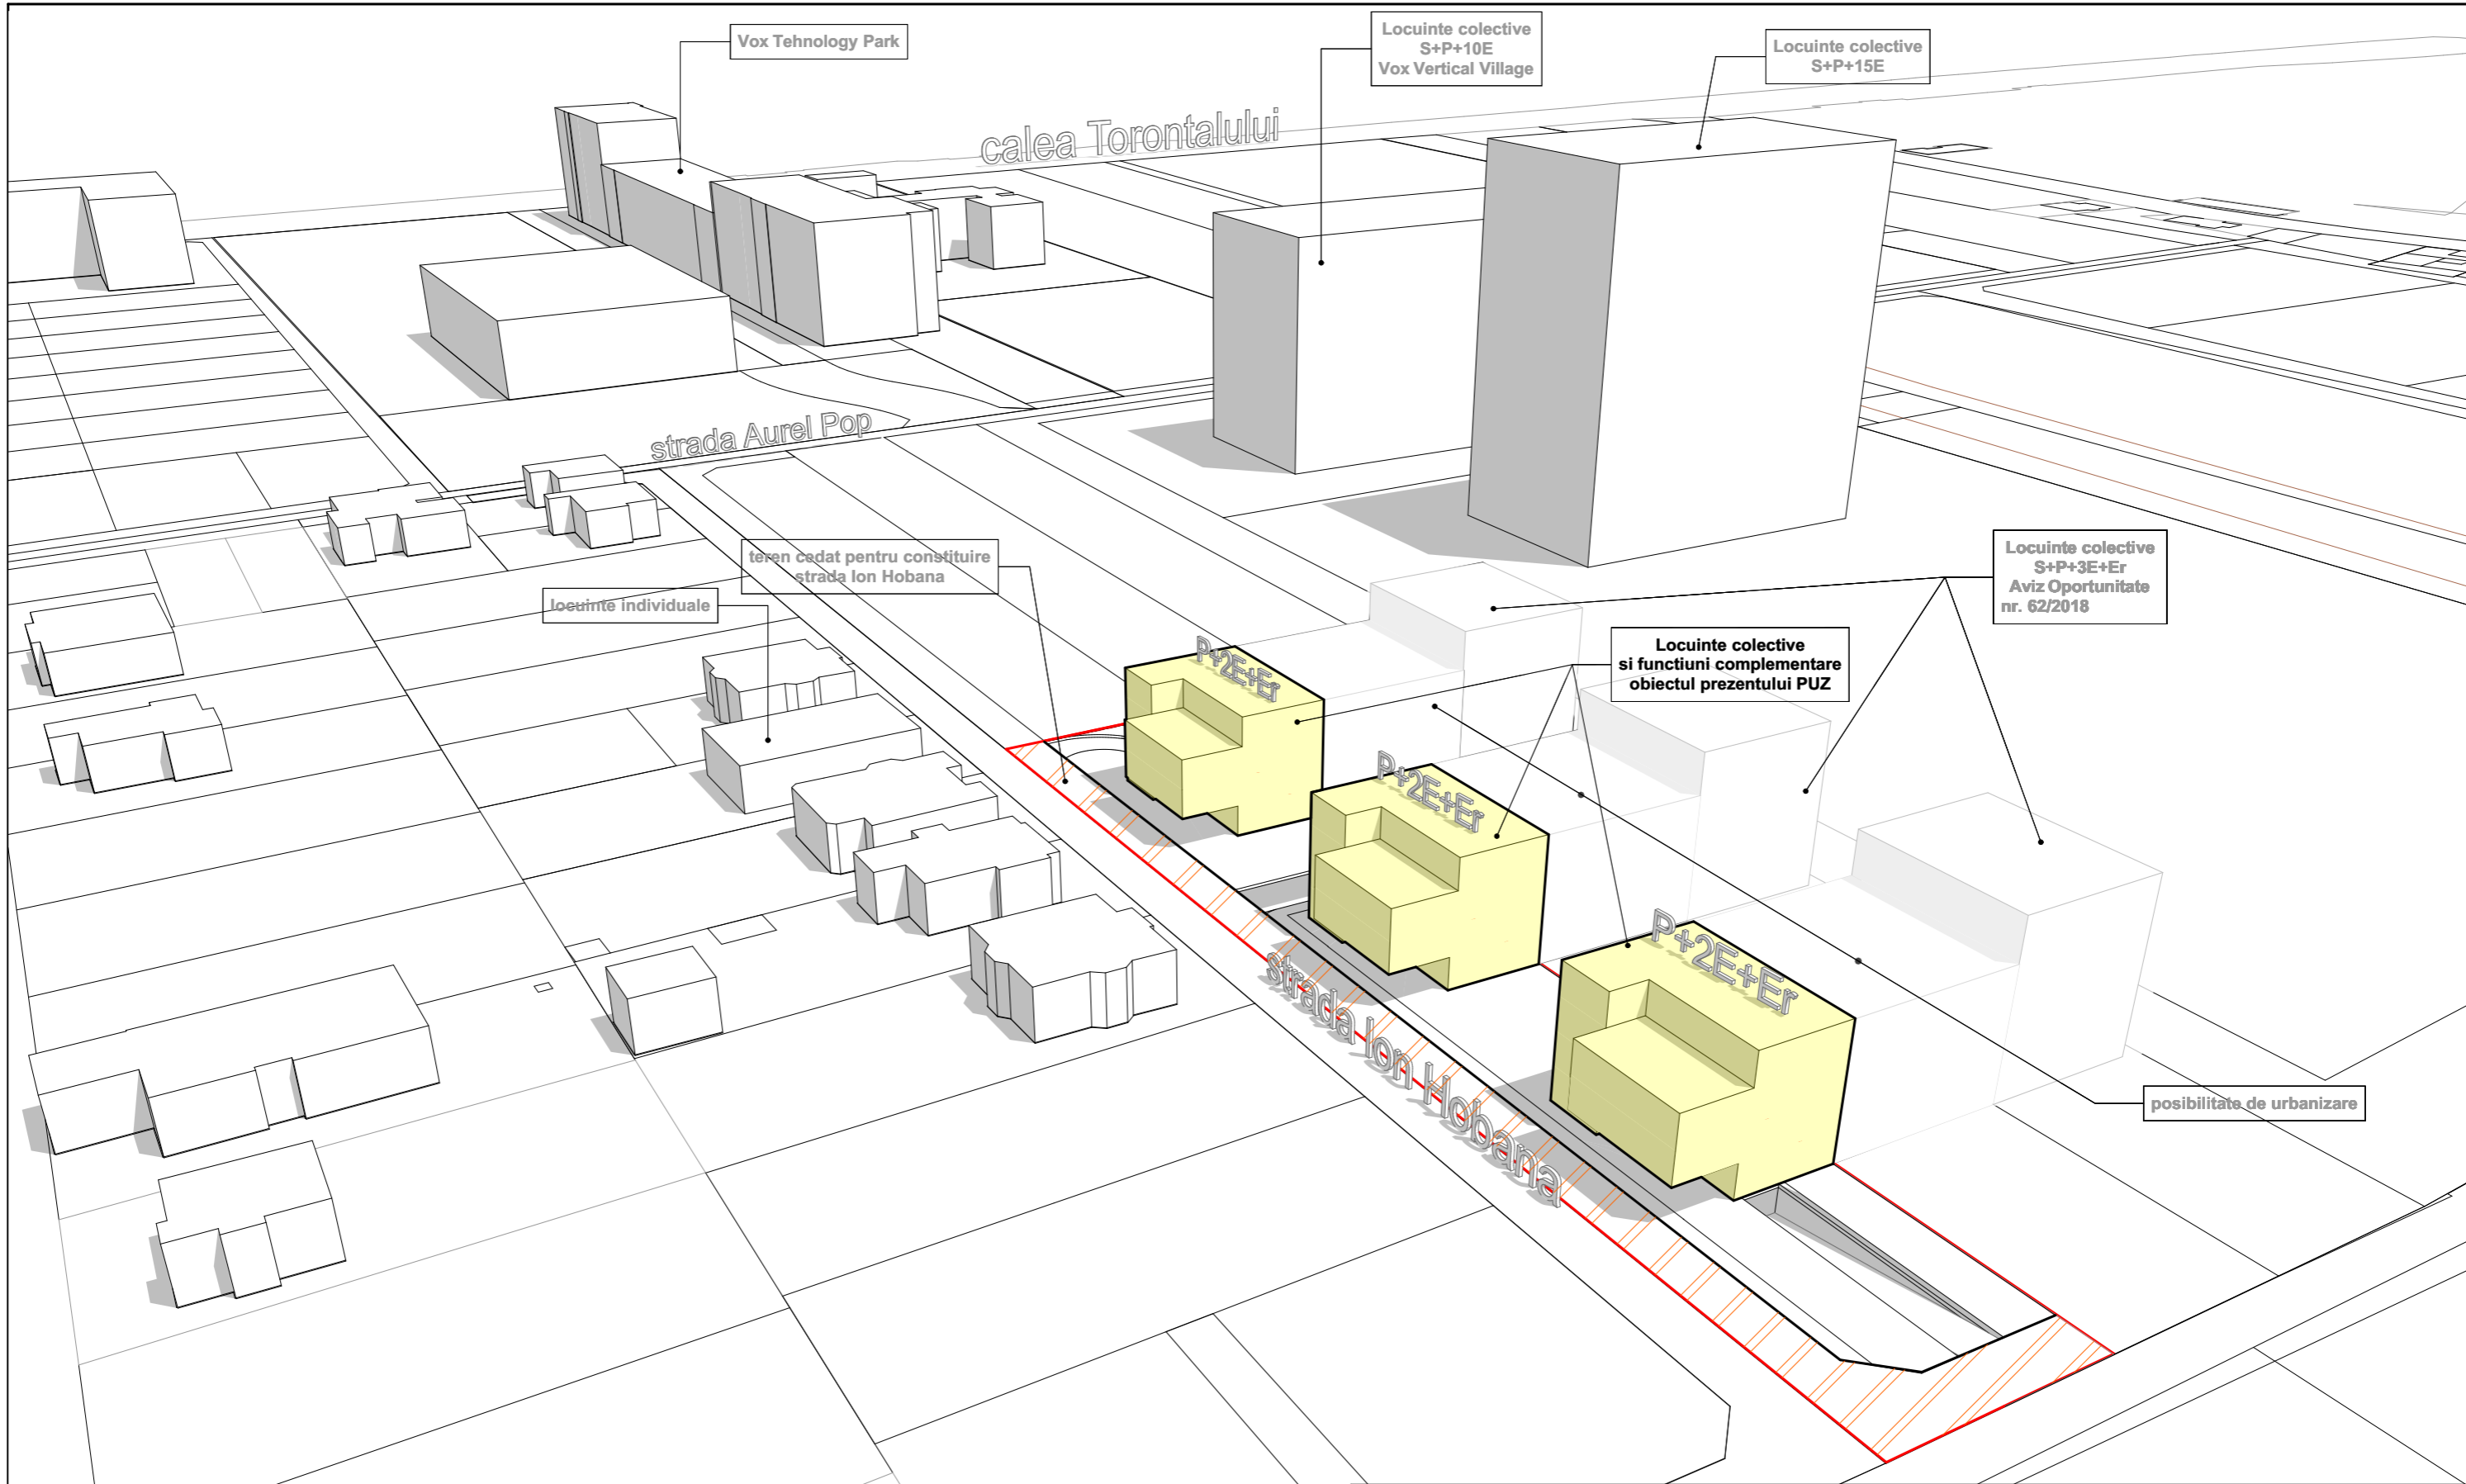 Vox Tehnology Park
Locuinte colective
S+P+10E
Vox Vertical Village
Locuinte colective
S+P+15E
calea Torontalului
strada Aurel Pop
teren cedat pentru constituire
strada Ion Hobana
locuinte individuale
Locuinte colective
S+P+3E+Er
Aviz Oportunitate
nr. 62/2018
Locuinte colective
si functiuni complementare
obiectul prezentului PUZ
P+2E+Er
P+2E+Er
P+2E+Er
strada Ion Hobana
posibilitate de urbanizare